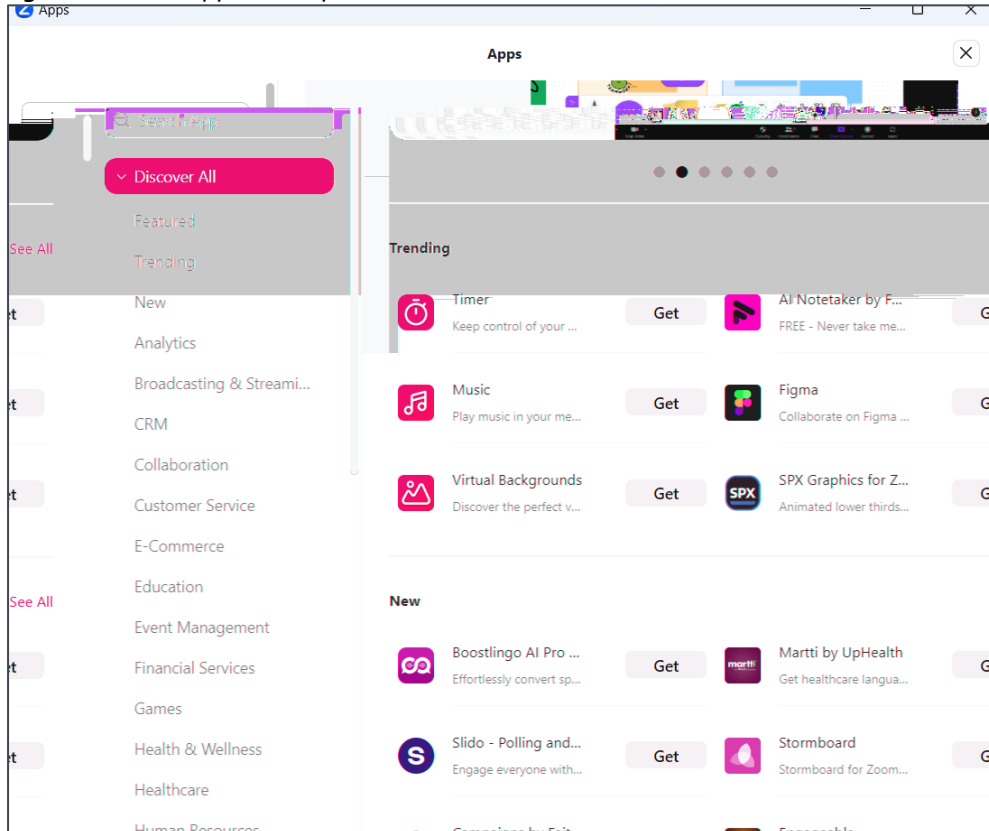 Apps
Apps
Search App
Discover All
Featured
Trending
New
Analytics
Broadcasting & Streami...
CRM
Collaboration
Customer Service
E-Commerce
Education
Event Management
Financial Services
Games
Health & Wellness
Healthcare
Human Resources
See All
Trending
Timer
Keep control of your ...
Get
AI Notetaker by F...
FREE - Never take me...
Music
Play music in your me...
Get
Figma
Collaborate on Figma ...
Virtual Backgrounds
Discover the perfect v...
Get
SPX
SPX Graphics for Z...
Animated lower thirds...
See All
New
Boostlingo AI Pro ...
Effortlessly convert sp...
Get
martti
Martti by UpHealth
Get healthcare langua...
S
Slido - Polling and...
Engage everyone with...
Get
Stormboard
Stormboard for Zoom...